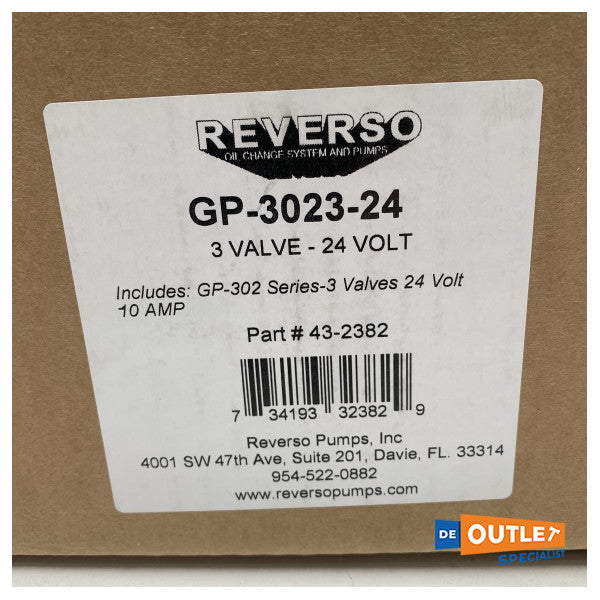 REVERSO
OIL CHANGE SYSTEM AND PUMPS
GP-3023-24
3 VALVE - 24 VOLT
Includes: GP-302 Series-3 Valves 24 Volt
10 AMP
Part # 43-2382
7 34193 32382 9
Reverso Pumps, Inc
4001 SW 47th Ave, Suite 201, Davie, FL. 33314
954-522-0882
www.reversopumps.com
DE OUTLET
SPECIALIST